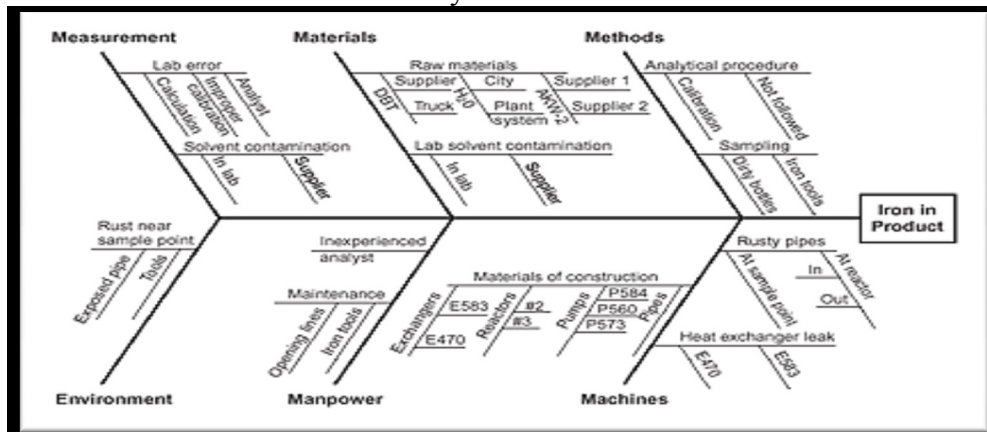 Measurement
Materials
Methods
Lab error
Calculation
Improper
calibration
Analyst
Solvent contamination
In lab
Supplier
Raw materials
DBT
Supplier
Truck
H20
City
Plant
system
AKW-2
Supplier 1
Supplier 2
Lab solvent contamination
In lab
Supplier
Analytical procedure
Calibration
Not followed
Sampling
Dirty bottles
Iron tools
Iron in
Product
Rust near
sample point
Exposed pipe
Tools
Inexperienced
analyst
Maintenance
Opening lines
Iron tools
Materials of construction
Exchangers
E583
E470
Reactors
#2
#3
Pumps
P584
P560
P573
Pipes
Rusty pipes
At sample point
At reactor
In
Out
Heat exchanger leak
E470
E583
Environment
Manpower
Machines